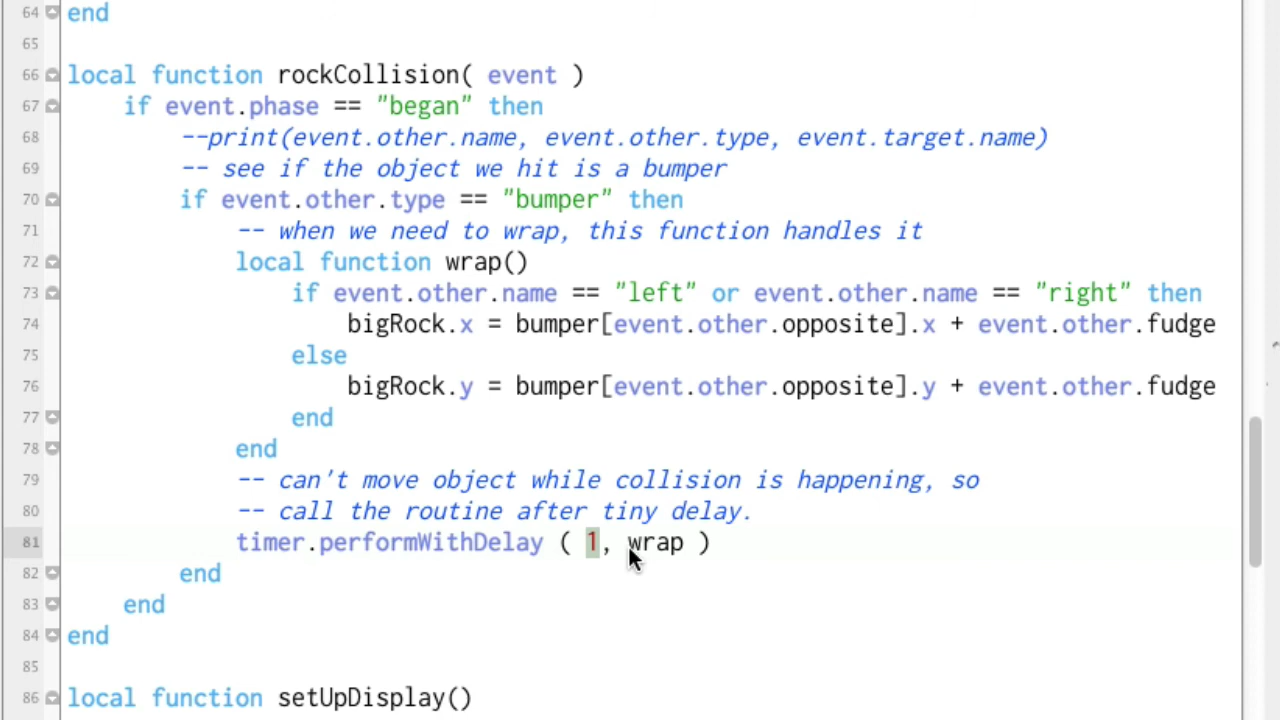 64 end
65
66 local function rockCollision( event )
67 if event.phase == "began" then
68 --print(event.other.name, event.other.type, event.target.name)
69 -- see if the object we hit is a bumper
70 if event.other.type == "bumper" then
71 -- when we need to wrap, this function handles it
72 local function wrap()
73 if event.other.name == "left" or event.other.name == "right" then
74 bigRock.x = bumper[event.other.opposite].x + event.other.fudge
75 else
76 bigRock.y = bumper[event.other.opposite].y + event.other.fudge
77 end
78 end
79 -- can't move object while collision is happening, so
80 -- call the routine after tiny delay.
81 timer.performWithDelay ( 1, wrap )
82 end
83 end
84 end
85
86 local function setUpDisplay()